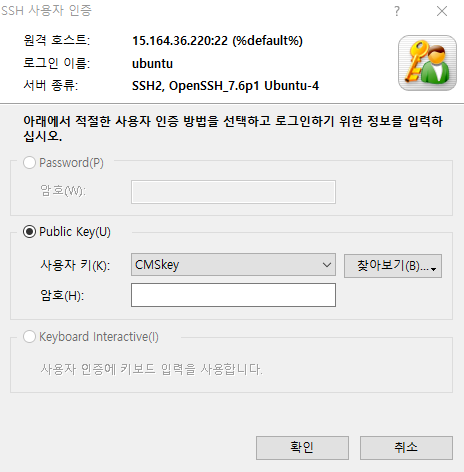 SSH 사용자 인증
?
원격 호스트: 15.164.36.220:22 (%default%)
로그인 이름: ubuntu
서버 종류: SSH2, OpenSSH_7.6p1 Ubuntu-4
아래에서 적절한 사용자 인증 방법을 선택하고 로그인하기 위한 정보를 입력하
십시오.
Password(P)
암호(W):
Public Key(U)
사용자 키(K): CMSkey 찾아보기(B)...
암호(H):
Keyboard Interactive(I)
사용자 인증에 키보드 입력을 사용합니다.
확인 취소